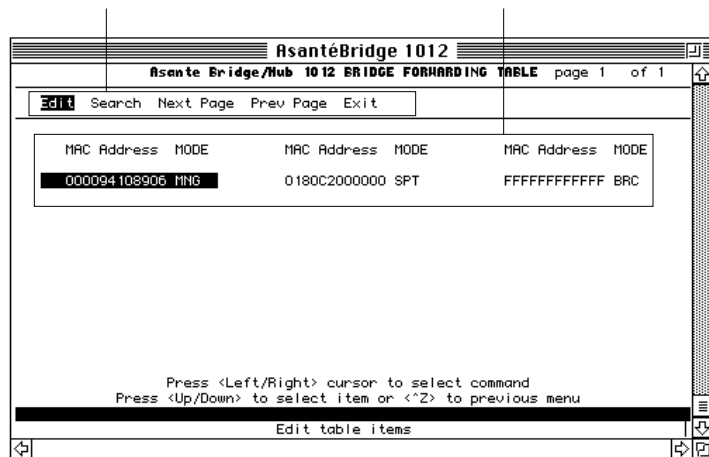 AsantéBridge 1012
Asante Bridge/Hub 1012 BRIDGE FORWARDING TABLE page 1 of 1
Edit Search Next Page Prev Page Exit
MAC Address MODE MAC Address MODE MAC Address MODE
000094108906 MNG 0180C2000000 SPT FFFFFFFFFFFF BRC
Press <Left/Right> cursor to select command
Press <Up/Down> to select item or <^Z> to previous menu
Edit table items